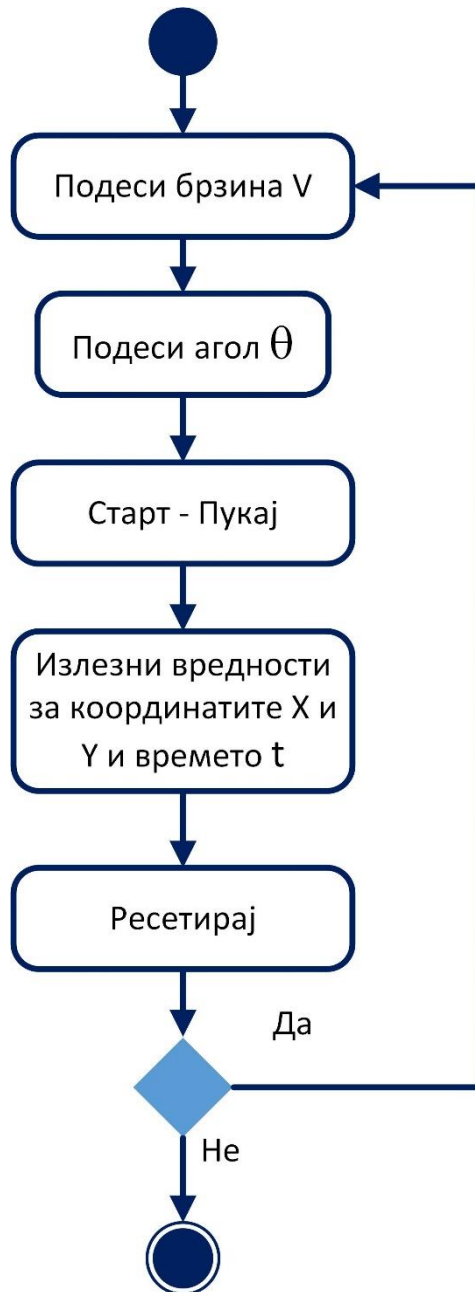 Подеси брзина V
Подеси агол θ
Старт - Пукај
Излезни вредности
за координатите X и
Y и времето t
Ресетирај
Да
Не